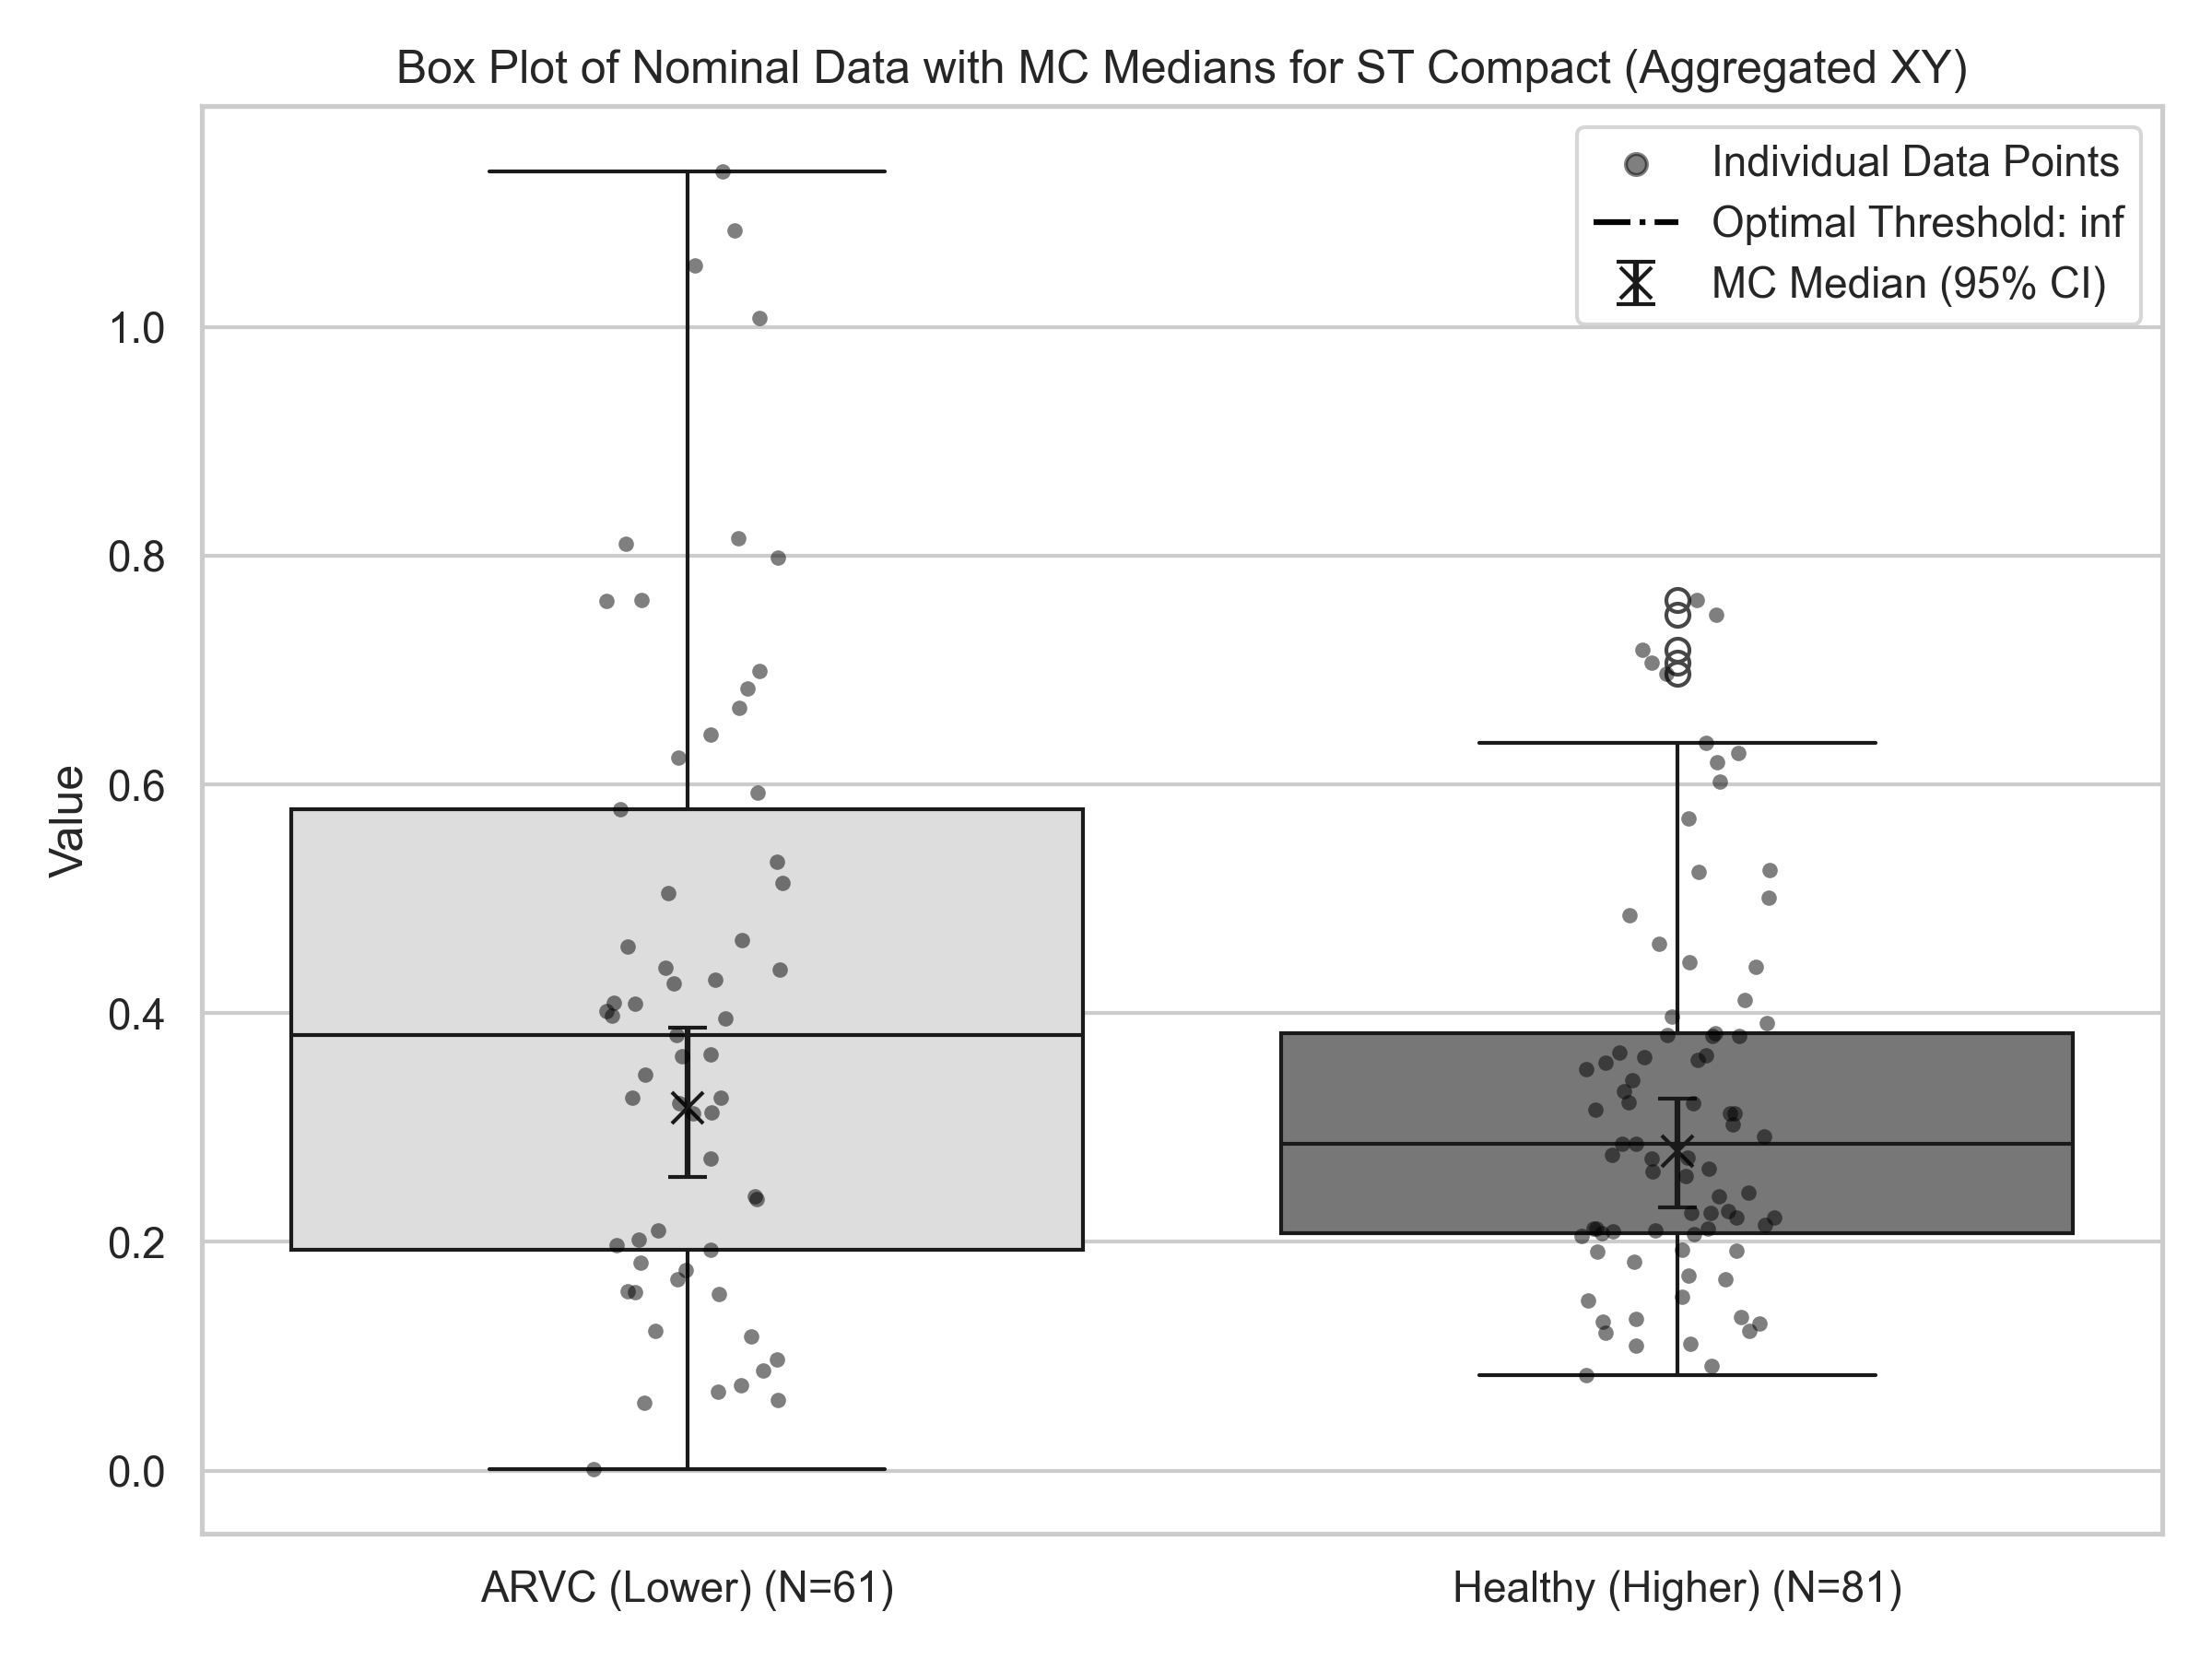 Box Plot of Nominal Data with MC Medians for ST Compact (Aggregated XY)
Individual Data Points
Optimal Threshold: inf
MC Median (95% CI)
Value
1.0
0.8
0.6
0.4
0.2
0.0
ARVC (Lower) (N=61)
Healthy (Higher) (N=81)